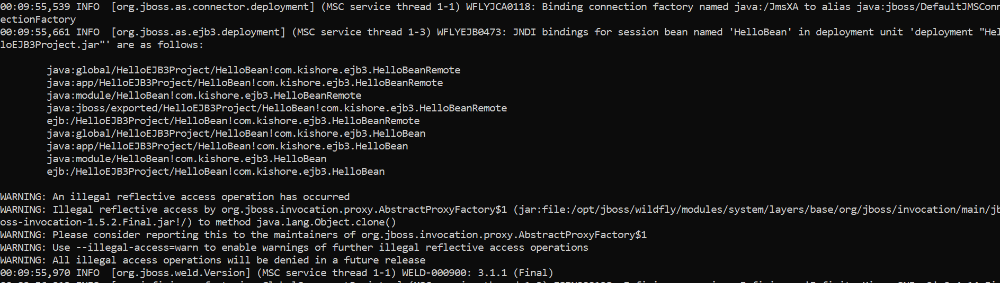 00:09:55,539 INFO  [org.jboss.as.connector.deployment] (MSC service thread 1-1) WFLYJCA0118: Binding connection factory named java:/JmsXA to alias java:jboss/DefaultJMSConn
ectionFactory
00:09:55,661 INFO  [org.jboss.as.ejb3.deployment] (MSC service thread 1-3) WFLYEJB0473: JNDI bindings for session bean named 'HelloBean' in deployment unit 'deployment "Hel
loEJB3Project.jar"' are as follows:
java:global/HelloEJB3Project/HelloBean!com.kishore.ejb3.HelloBeanRemote
java:app/HelloEJB3Project/HelloBean!com.kishore.ejb3.HelloBeanRemote
java:module/HelloBean!com.kishore.ejb3.HelloBeanRemote
java:jboss/exported/HelloEJB3Project/HelloBean!com.kishore.ejb3.HelloBeanRemote
ejb:/HelloEJB3Project/HelloBean!com.kishore.ejb3.HelloBeanRemote
java:global/HelloEJB3Project/HelloBean!com.kishore.ejb3.HelloBean
java:app/HelloEJB3Project/HelloBean!com.kishore.ejb3.HelloBean
java:module/HelloBean!com.kishore.ejb3.HelloBean
ejb:/HelloEJB3Project/HelloBean!com.kishore.ejb3.HelloBean
WARNING: An illegal reflective access operation has occurred
WARNING: Illegal reflective access by org.jboss.invocation.proxy.AbstractProxyFactory$1 (jar:file:/opt/jboss/wildfly/modules/system/layers/base/org/jboss/invocation/main/jb
oss-invocation-1.5.2.Final.jar!/) to method java.lang.Object.clone()
WARNING: Please consider reporting this to the maintainers of org.jboss.invocation.proxy.AbstractProxyFactory$1
WARNING: Use --illegal-access=warn to enable warnings of further illegal reflective access operations
WARNING: All illegal access operations will be denied in a future release
00:09:55,970 INFO  [org.jboss.weld.Version] (MSC service thread 1-1) WELD-000900: 3.1.1 (Final)